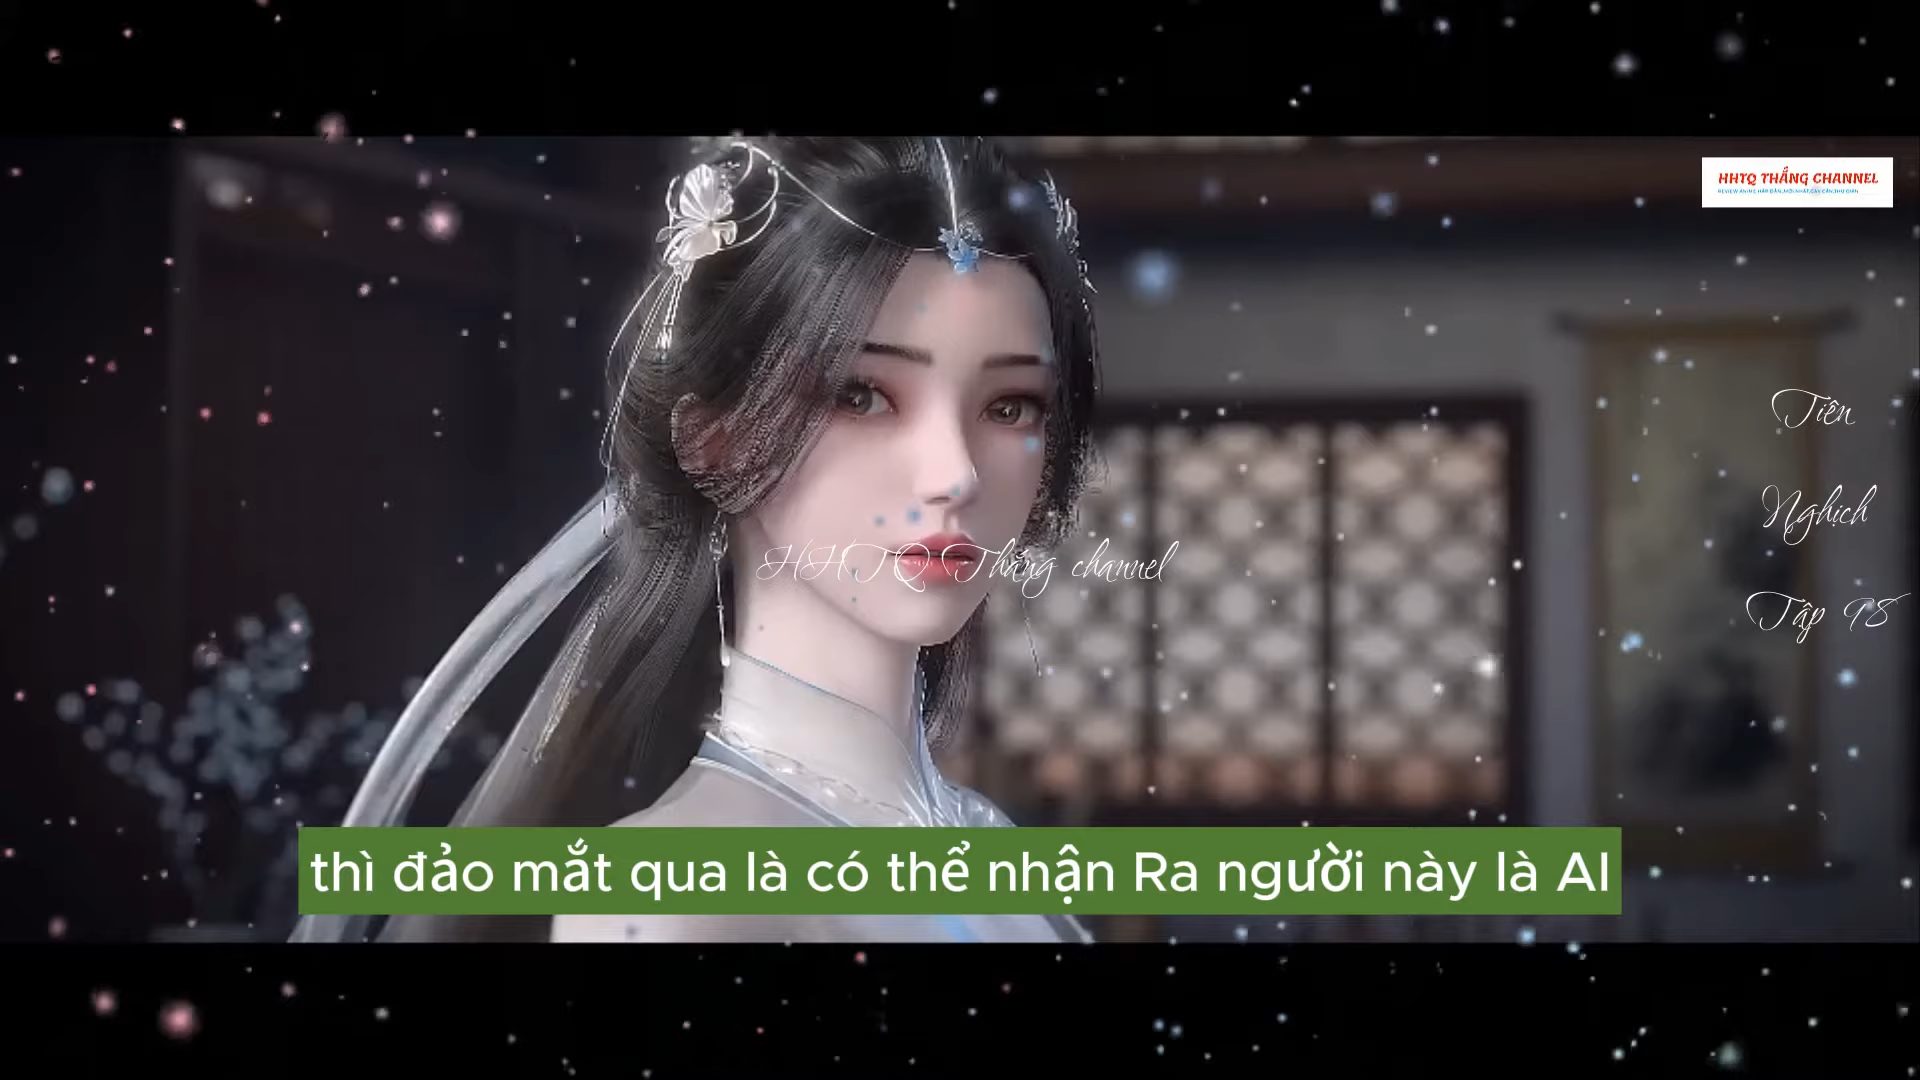 HHTQ THẮNG CHANNEL
Tiên
Nghịch
Tập 98
HHTQ Thắng channel
thì đảo mắt qua là có thể nhận Ra người này là AI